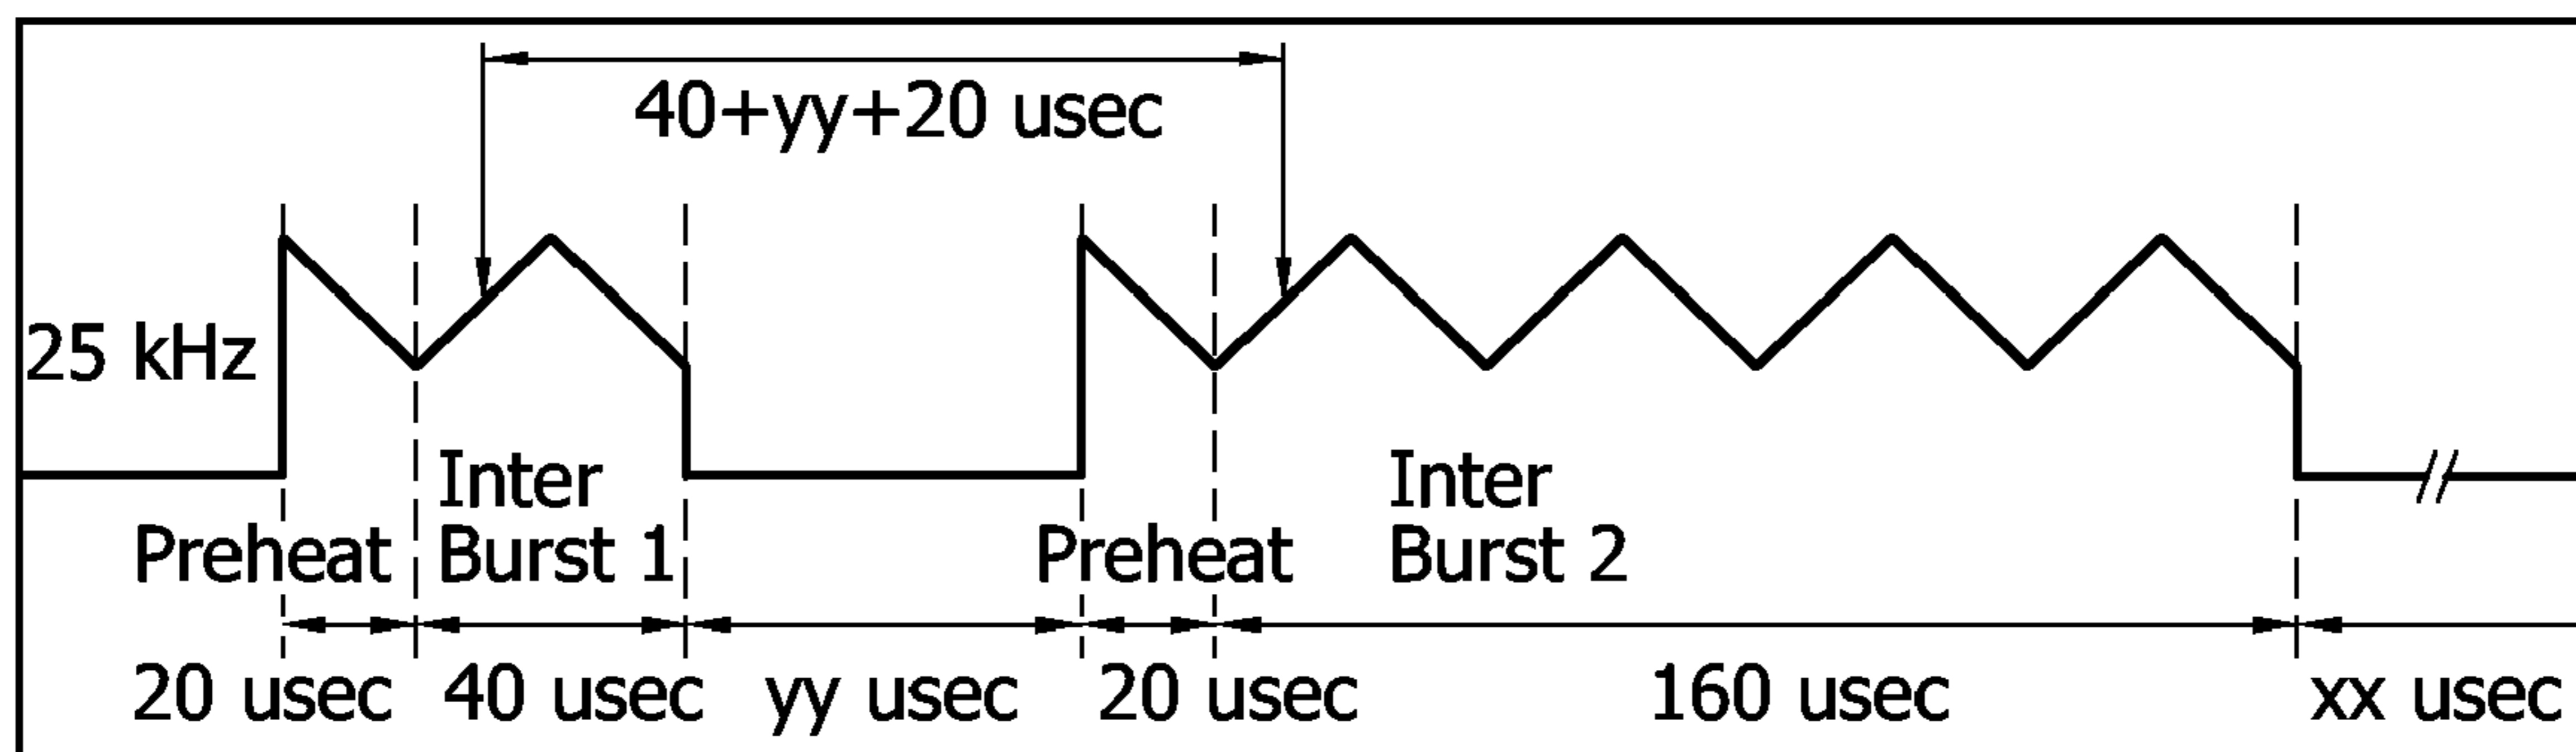 40+yy+20 usec
25 kHz
Inter
Burst 1
Inter
Burst 2
Preheat
Preheat
20 usec
40 usec
yy usec
20 usec
160 usec
xx usec